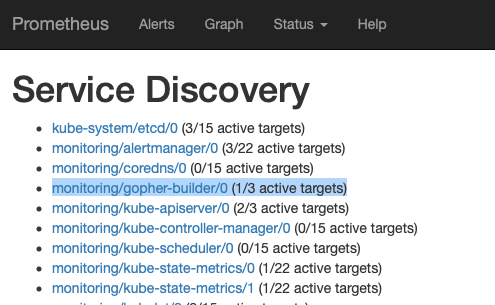 Prometheus Alerts Graph Status Help
Service Discovery
kube-system/etcd/0 (3/15 active targets)
monitoring/alertmanager/0 (3/22 active targets)
monitoring/coredns/0 (0/15 active targets)
monitoring/gopher-builder/0 (1/3 active targets)
monitoring/kube-apiserver/0 (2/3 active targets)
monitoring/kube-controller-manager/0 (0/15 active targets)
monitoring/kube-scheduler/0 (0/15 active targets)
monitoring/kube-state-metrics/0 (1/22 active targets)
monitoring/kube-state-metrics/1 (1/22 active targets)